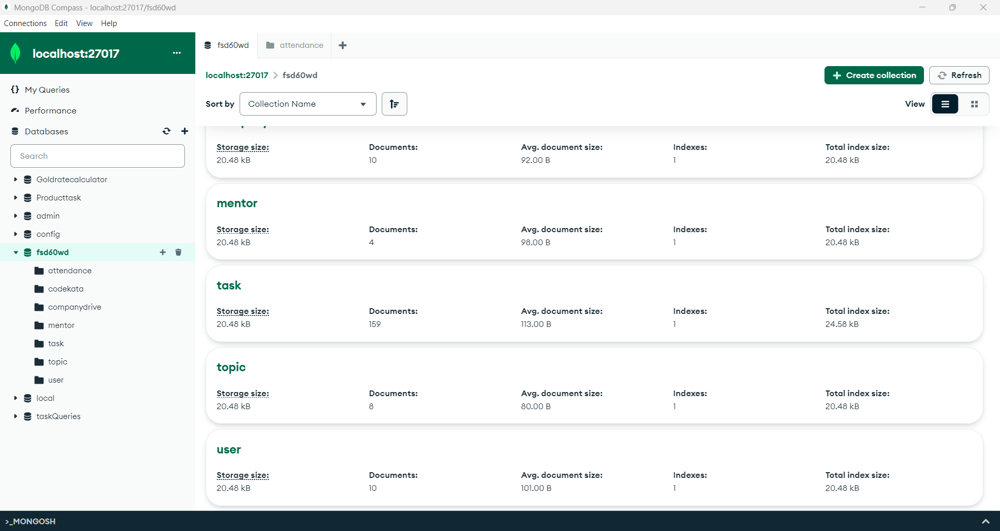 MongoDB Compass - localhost:27017/fsd60wd
Connections Edit View Help
localhost:27017
My Queries
Performance
Databases
Search
Goldratecalculator
Producttask
admin
config
fsd60wd
attendance
codekata
companydrive
mentor
task
topic
user
local
taskQueries
fsd60wd attendance
localhost:27017 > fsd60wd
Create collection Refresh
Sort by Collection Name View
Storage size: Documents: Avg. document size: Indexes: Total index size:
20.48 kB 10 92.00 B 1 20.48 kB
mentor
Storage size: Documents: Avg. document size: Indexes: Total index size:
20.48 kB 4 98.00 B 1 20.48 kB
task
Storage size: Documents: Avg. document size: Indexes: Total index size:
20.48 kB 159 113.00 B 1 24.58 kB
topic
Storage size: Documents: Avg. document size: Indexes: Total index size:
20.48 kB 8 80.00 B 1 20.48 kB
user
Storage size: Documents: Avg. document size: Indexes: Total index size:
20.48 kB 10 101.00 B 1 20.48 kB
>_MONGOSH